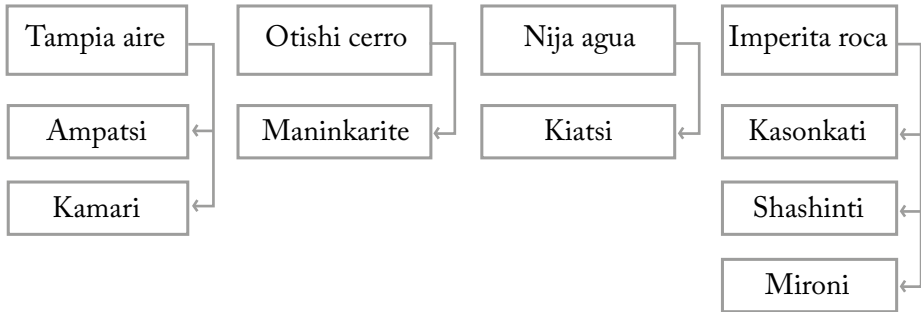 Tampia aire
Otishi cerro
Nija agua
Imperita roca
Ampatsi
Maninkarite
Kiatsi
Kasonkati
Kamari
Shashinti
Mironi